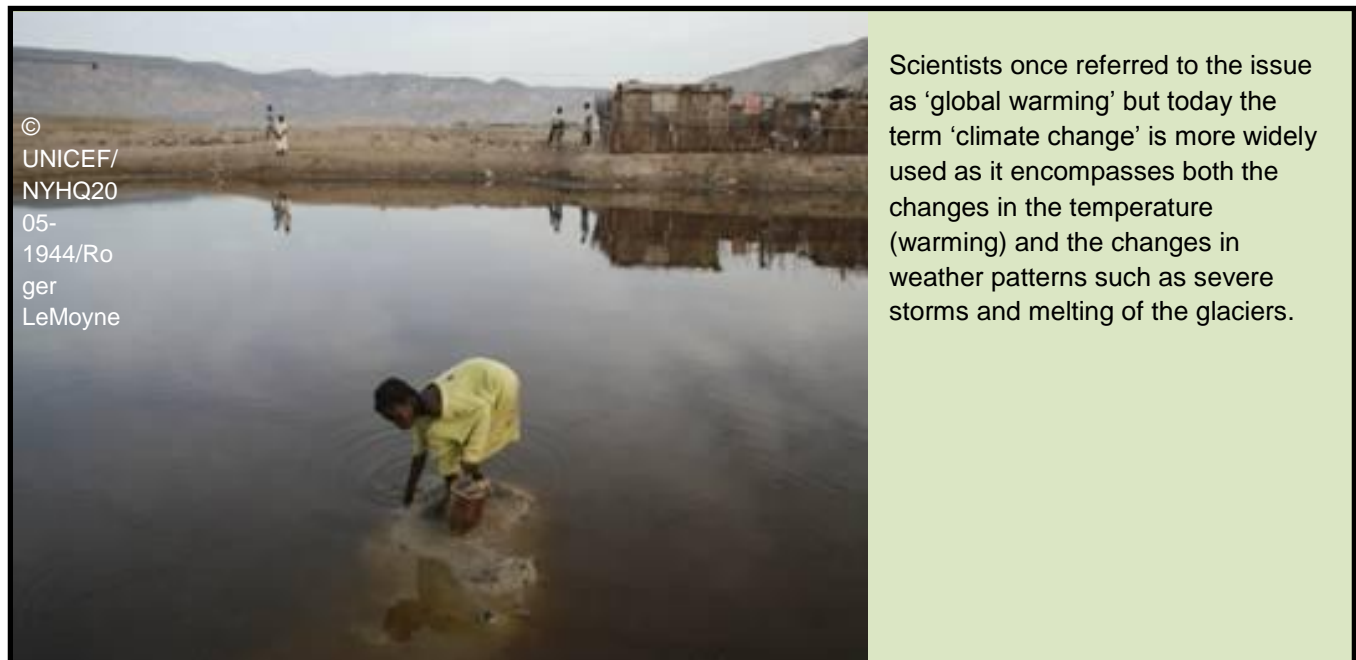 ©
UNICEF/
NYHQ20
05-
1944/Ro
ger
LeMoyne
Scientists once referred to the issue
as ‘global warming’ but today the
term ‘climate change’ is more widely
used as it encompasses both the
changes in the temperature
(warming) and the changes in
weather patterns such as severe
storms and melting of the glaciers.